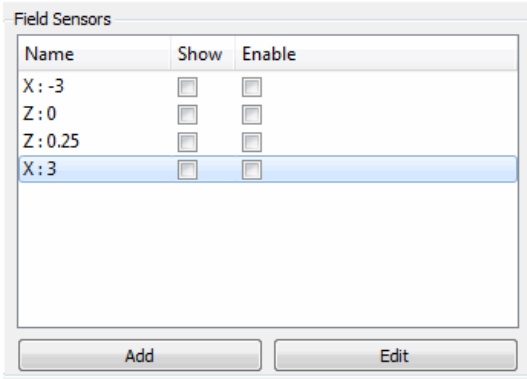 Field Sensors
Name Show Enable
X : -3
Z : 0
Z : 0.25
X : 3
Add Edit